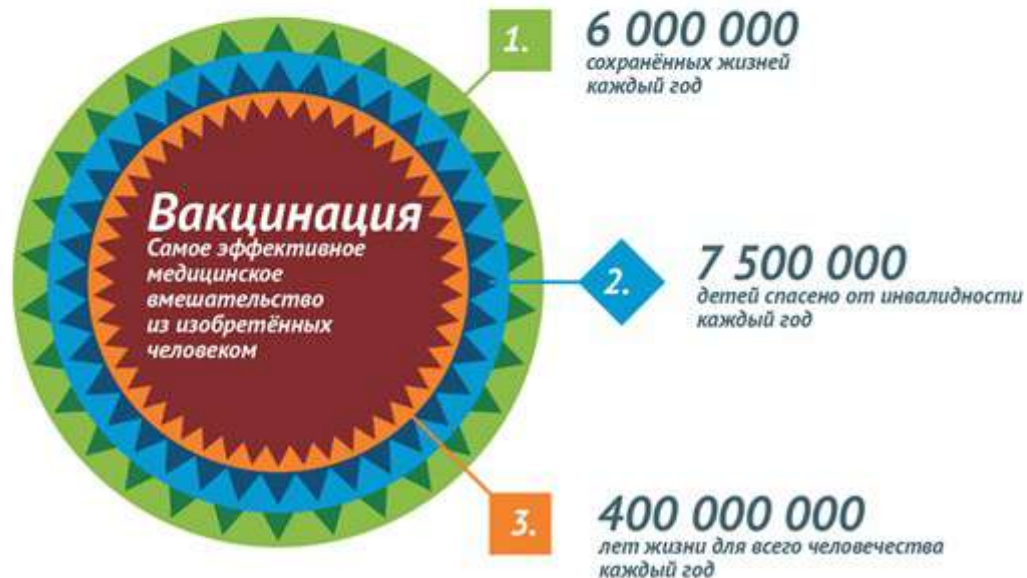 Вакцинация
Самое эффективное
медицинское
вмешательство
из изобретённых
человеком
1.
6 000 000
сохранённых жизней
каждый год
2.
7 500 000
детей спасено от инвалидности
каждый год
3.
400 000 000
лет жизни для всего человечества
каждый год